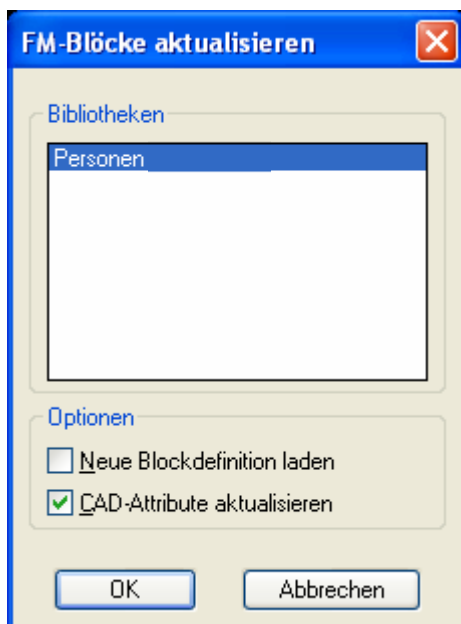 FM-Blöcke aktualisieren
Bibliotheken
Personen
Optionen
Neue Blockdefinition laden
CAD-Attribute aktualisieren
OK
Abbrechen